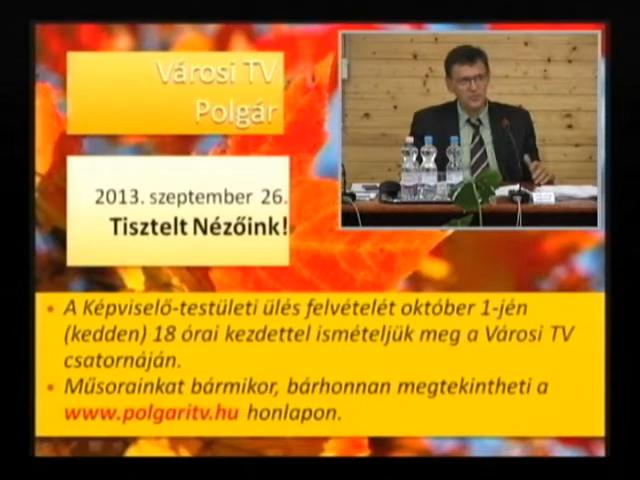 Városi TV
Polgár
2013. szeptember 26.
Tisztelt Nézőink!
• A Képviselő-testületi ülés felvételét október 1-jén
(kedden) 18 órai kezdettel ismételjük meg a Városi TV
csatornáján.
• Műsorainkat bármikor, bárhonnan megtekintheti a
www.polgaritv.hu honlapon.